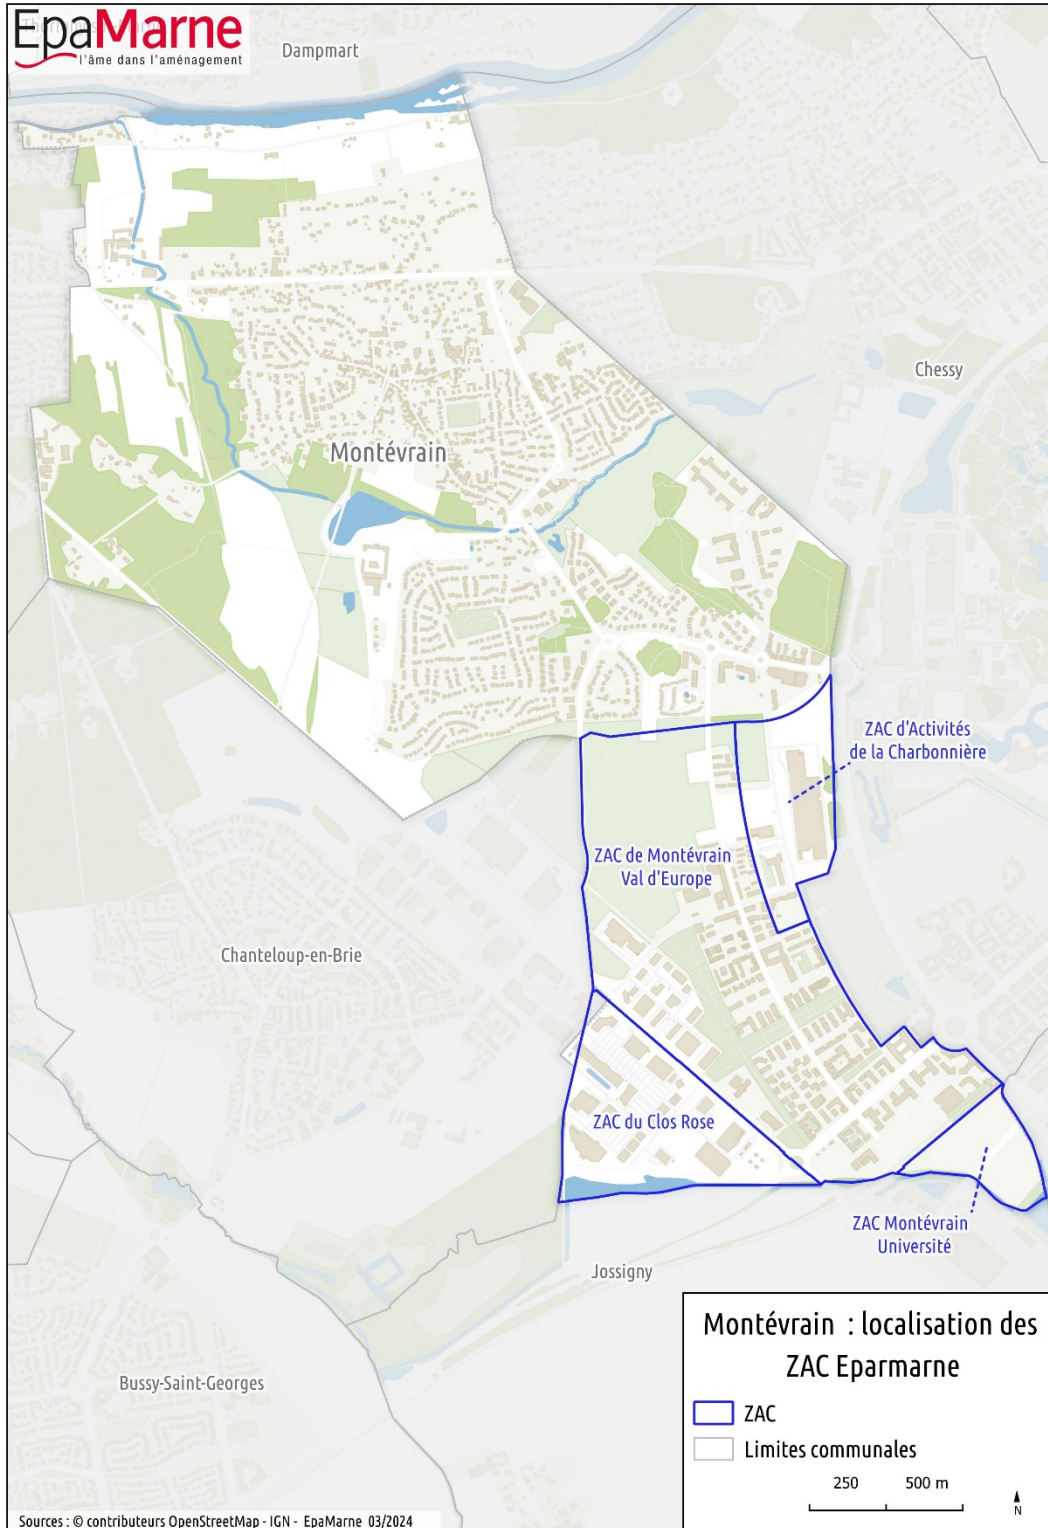 EpaMarne
l'âme dans l'aménagement
Dampmart
Chessy
Montévrain
ZAC d'Activités
de la Charbonnière
ZAC de Montévrain
Val d'Europe
Chanteloup-en-Brie
ZAC du Clos Rose
ZAC Montévrain
Université
Jossigny
Bussy-Saint-Georges
Montévrain : localisation des
ZAC Eparmarne
ZAC
Limites communales
250 500 m
N
Sources : © contributeurs OpenStreetMap - IGN - EpaMarne 03/2024